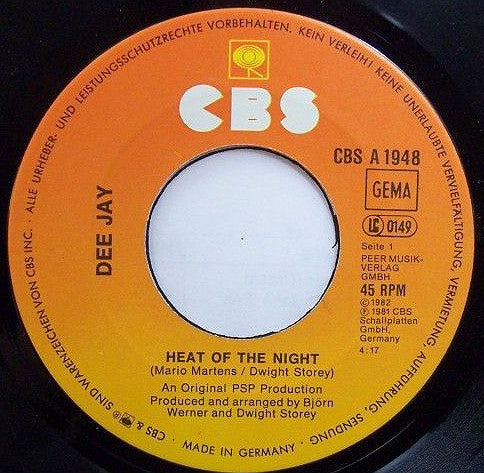 ALLE URHEBER- UND LEISTUNGSSCHUTZRECHTE VORBEHALTEN. KEIN VERLEIH! KEINE UNERLAUBTE VERVIELFÄLTIGUNG, VERMIETUNG, AUFFÜHRUNG, SENDUNG
CBS
CBS A 1948
GEMA
LC 0149
DEE JAY
Seite 1
PEER MUSIK-
VERLAG
GMBH
45 RPM
© 1982
℗ 1981 CBS
Schallplatten
GmbH,
Germany
4:17
HEAT OF THE NIGHT
(Mario Martens / Dwight Storey)
An Original PSP Production
Produced and arranged by Björn
Werner and Dwight Storey
CBS & SIND WARENZEICHEN VON CBS INC. · MADE IN GERMANY ·